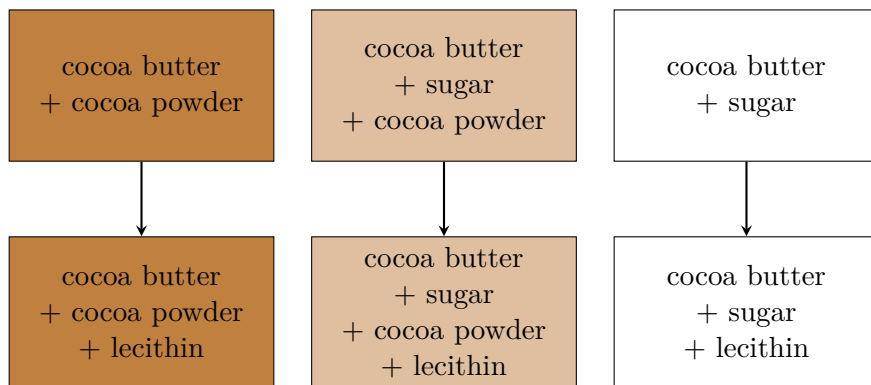 cocoa butter
+ cocoa powder
cocoa butter
+ sugar
+ cocoa powder
cocoa butter
+ sugar
cocoa butter
+ cocoa powder
+ lecithin
cocoa butter
+ sugar
+ cocoa powder
+ lecithin
cocoa butter
+ sugar
+ lecithin